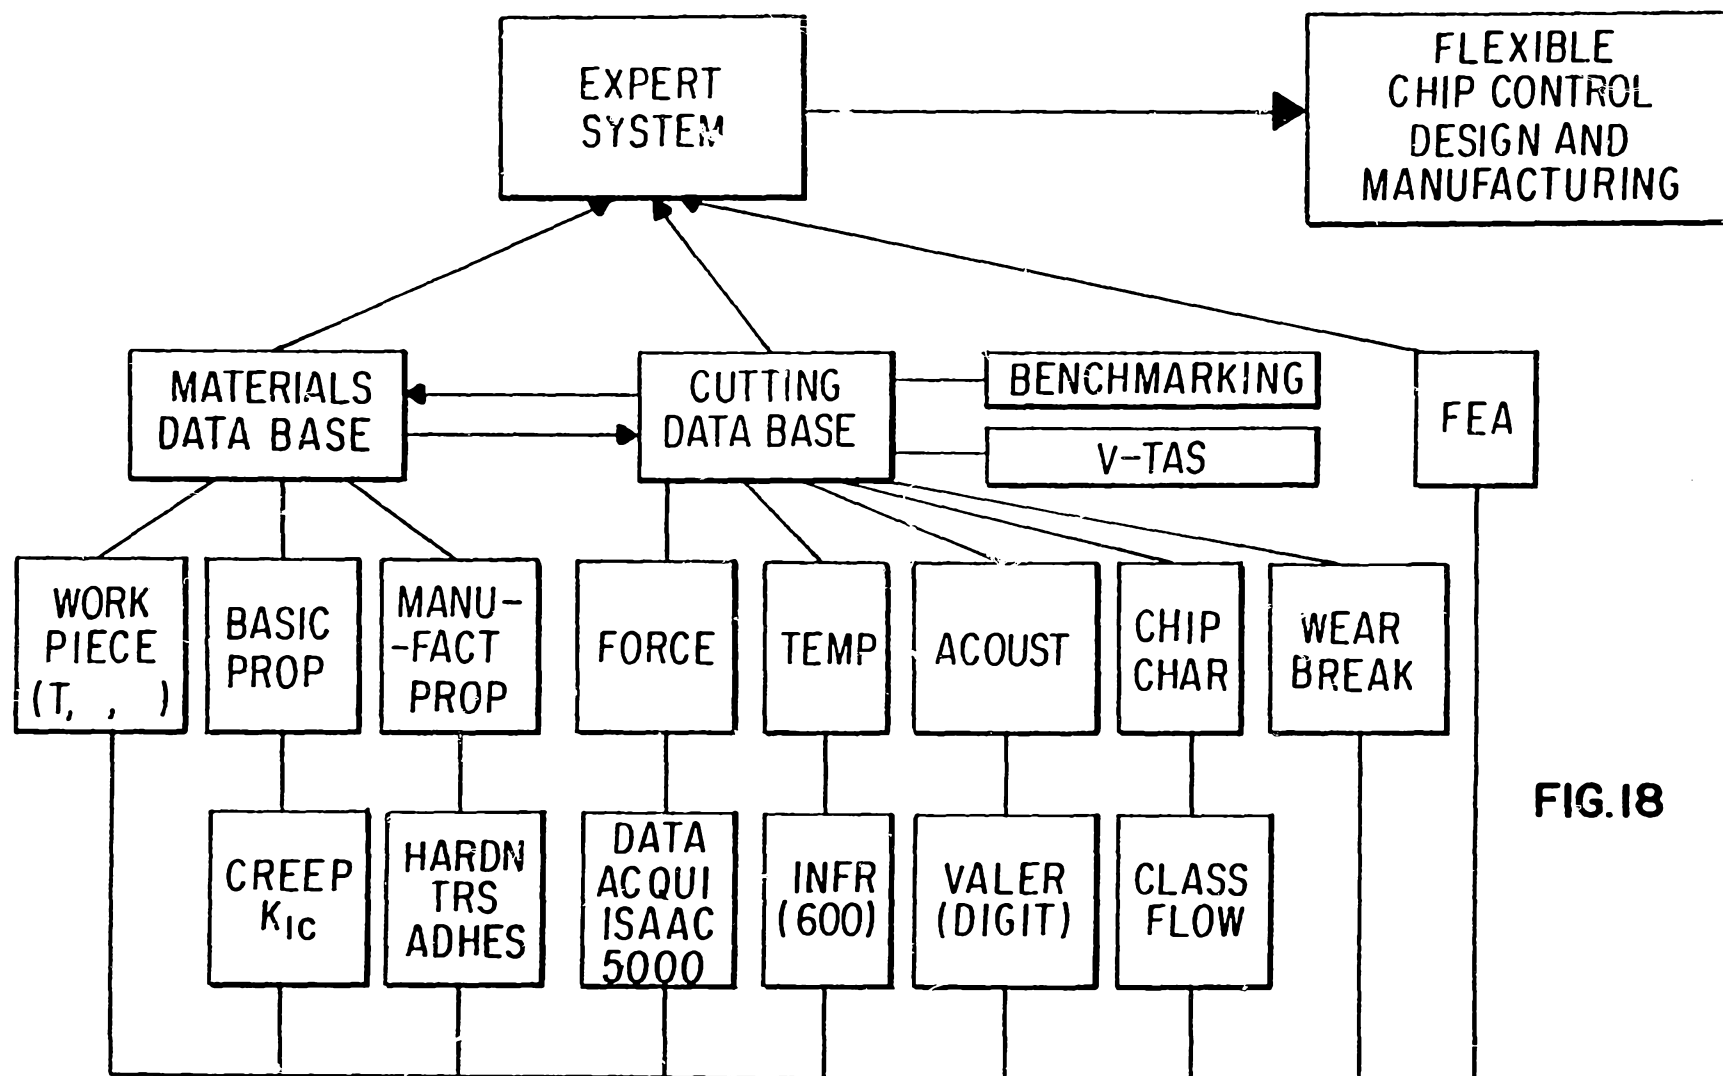 EXPERT
SYSTEM
FLEXIBLE
CHIP CONTROL
DESIGN AND
MANUFACTURING
MATERIALS
DATA BASE
CUTTING
DATA BASE
BENCHMARKING
V-TAS
FEA
WORK
PIECE
(T, , )
BASIC
PROP
MANU-
-FACT
PROP
FORCE
TEMP
ACOUST
CHIP
CHAR
WEAR
BREAK
CREEP
KIC
HARDN
TRS
ADHES
DATA
ACQUI
ISAAC
5000
INFR
(600)
VALER
(DIGIT)
CLASS
FLOW
FIG.18